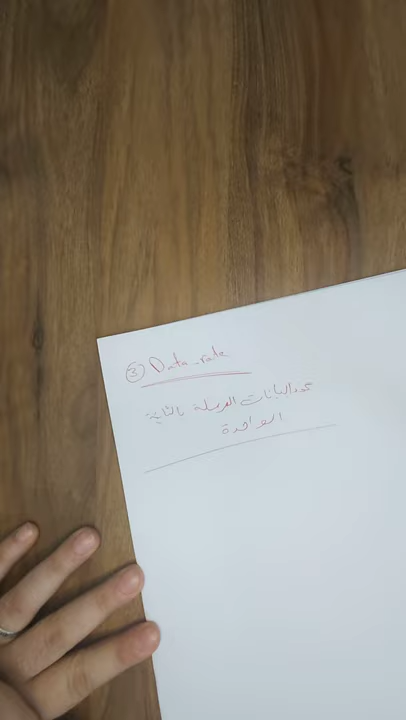 ③ Data rate
عدد البيانات المرسلة بالثانية
الواحدة